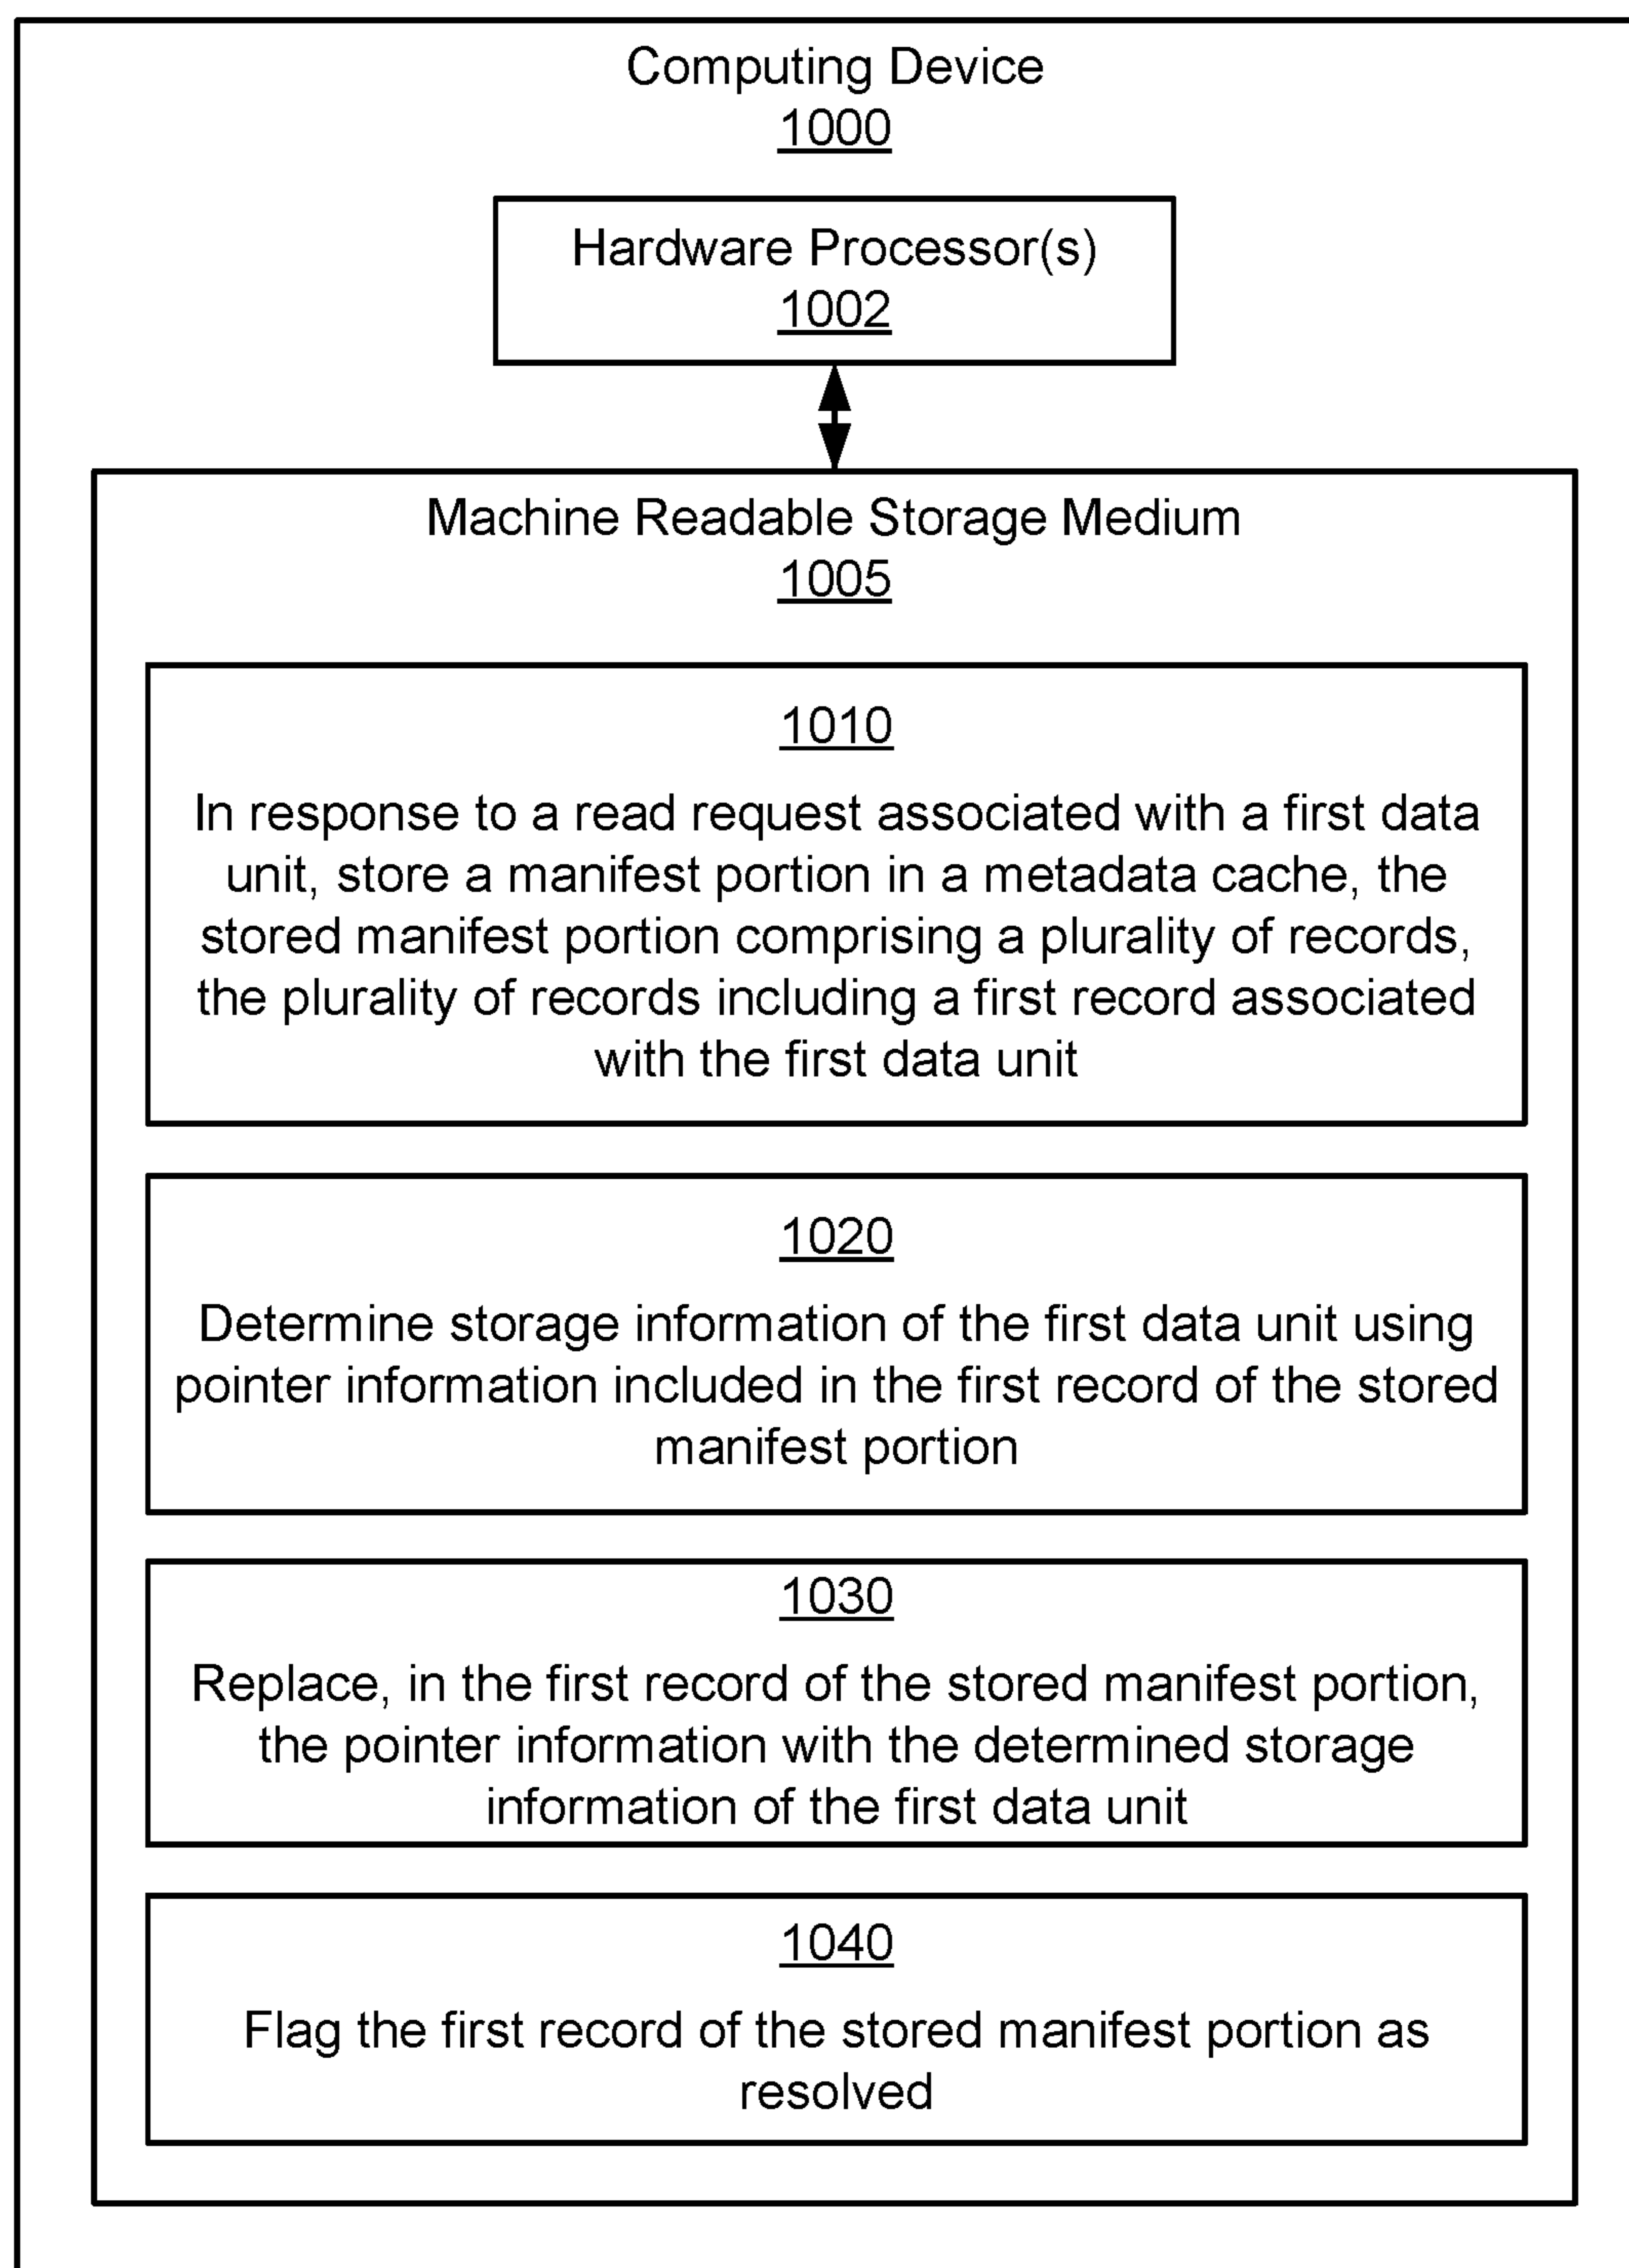 Computing Device
1000
Hardware Processor(s)
1002
Machine Readable Storage Medium
1005
1010
In response to a read request associated with a first data
unit, store a manifest portion in a metadata cache, the
stored manifest portion comprising a plurality of records,
the plurality of records including a first record associated
with the first data unit
1020
Determine storage information of the first data unit using
pointer information included in the first record of the stored
manifest portion
1030
Replace, in the first record of the stored manifest portion,
the pointer information with the determined storage
information of the first data unit
1040
Flag the first record of the stored manifest portion as
resolved